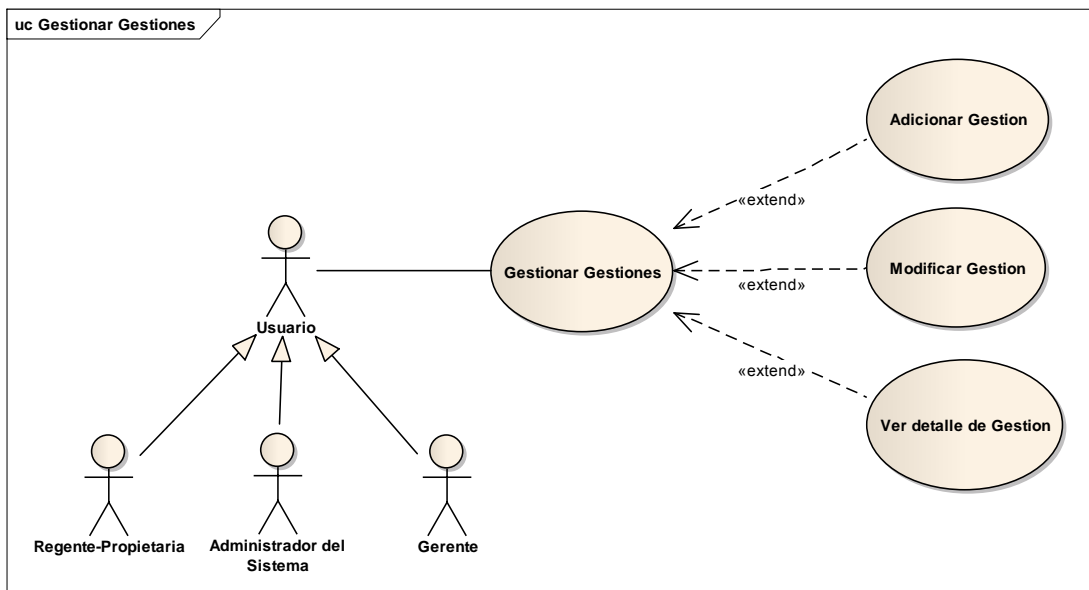 uc Gestionar Gestiones
Adicionar Gestion
«extend»
Gestionar Gestiones
Modificar Gestion
«extend»
Usuario
«extend»
Ver detalle de Gestion
Regente-Propietaria
Administrador del
Sistema
Gerente